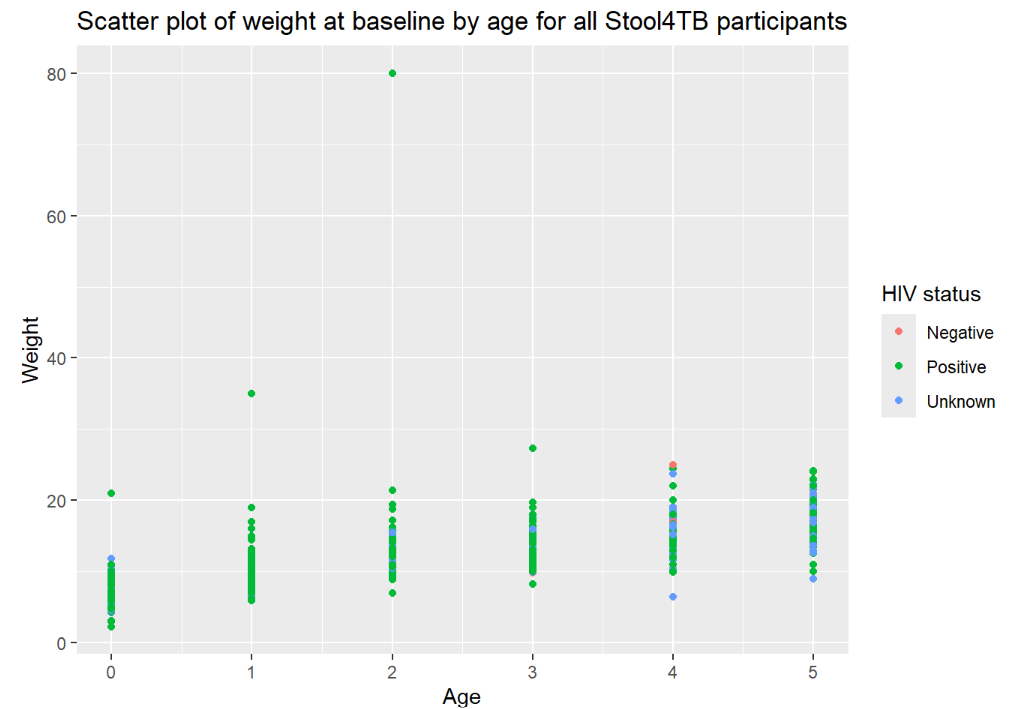 Scatter plot of weight at baseline by age for all Stool4TB participants
80
60
40
20
0
Weight
0 1 2 3 4 5
Age
HIV status
Negative
Positive
Unknown